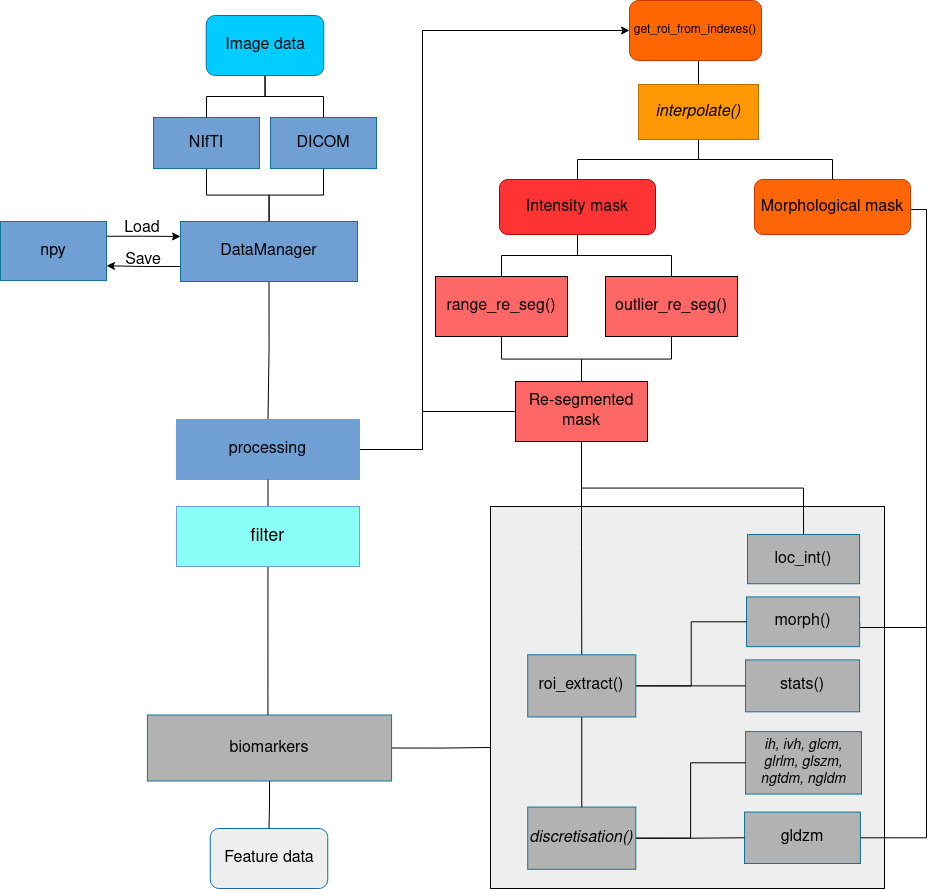 Image data
get_roi_from_indexes()
interpolate()
NIfTI
DICOM
Intensity mask
Morphological mask
npy
Load
Save
DataManager
range_re_seg()
outlier_re_seg()
Re-segmented
mask
processing
filter
loc_int()
morph()
roi_extract()
stats()
biomarkers
ih, ivh, glcm,
glrlm, glszm,
ngtdm, ngldm
discretisation()
gldzm
Feature data